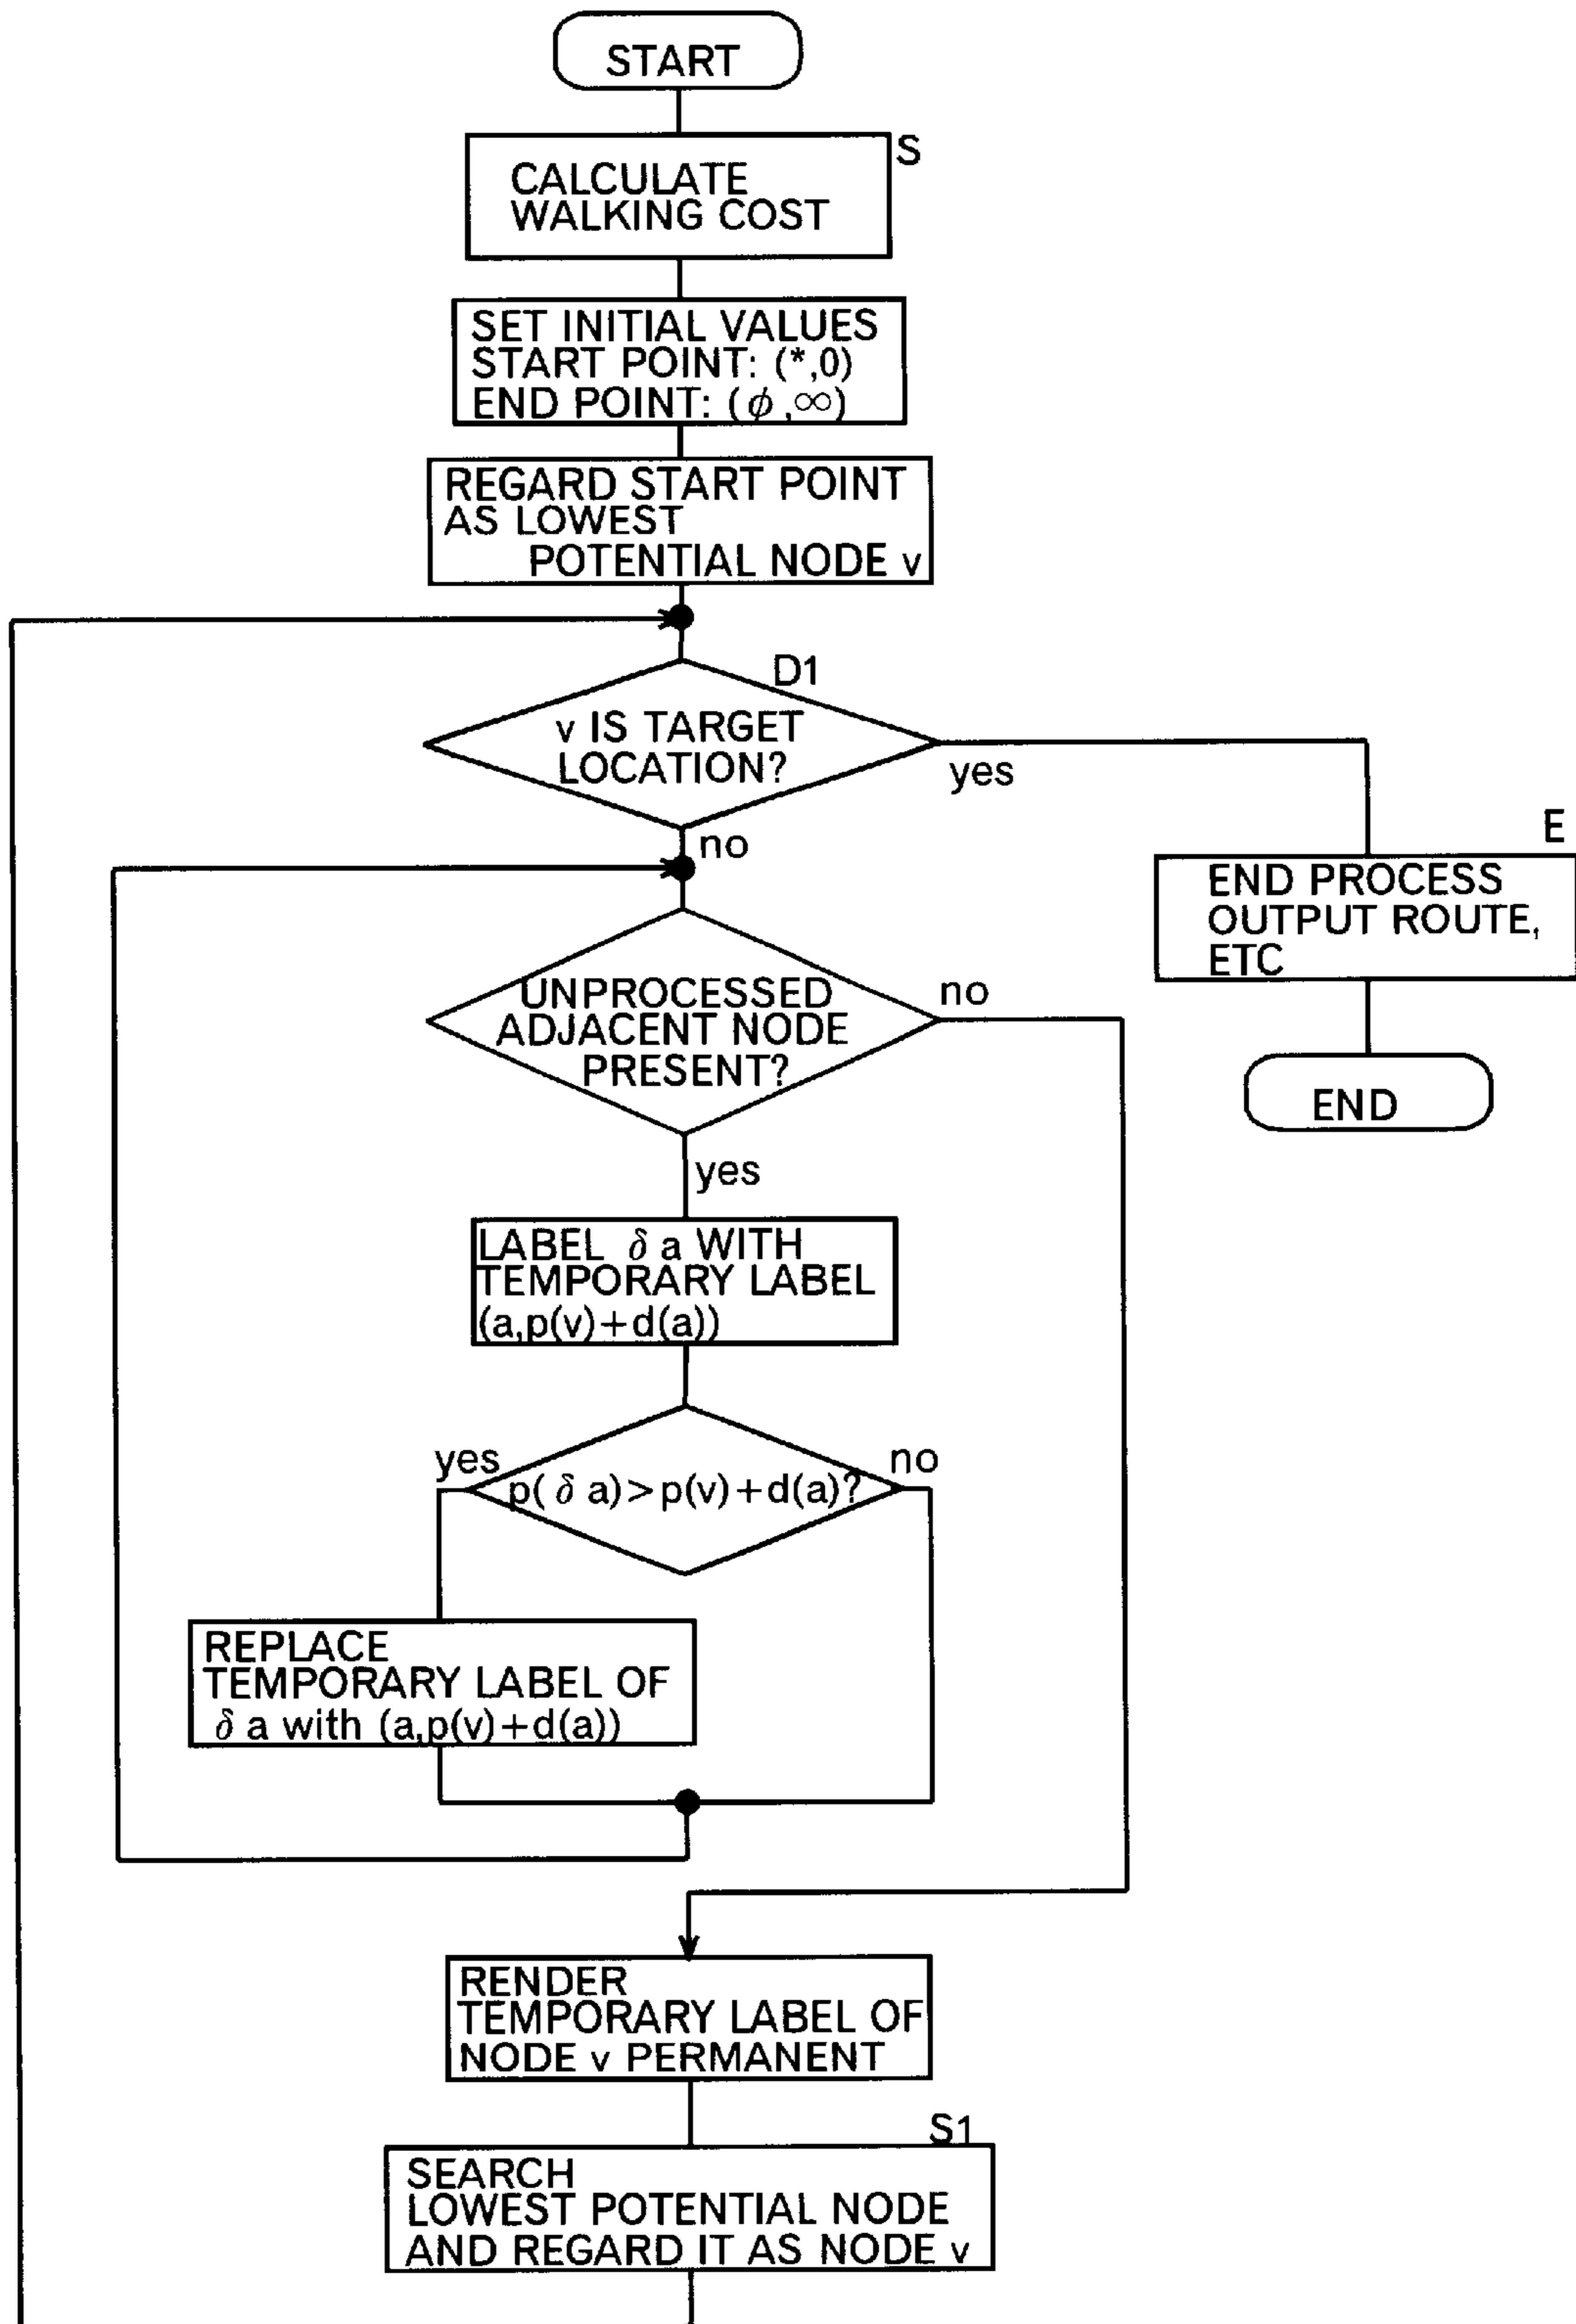 START
S
CALCULATE
WALKING COST
SET INITIAL VALUES
START POINT: (*,0)
END POINT: (ϕ,∞)
REGARD START POINT
AS LOWEST
POTENTIAL NODE v
D1
v IS TARGET
LOCATION?
yes
no
E
END PROCESS
OUTPUT ROUTE,
ETC
END
UNPROCESSED
ADJACENT NODE
PRESENT?
no
yes
LABEL δ a WITH
TEMPORARY LABEL
(a,p(v)+d(a))
yes
no
p( δ a)>p(v)+d(a)?
REPLACE
TEMPORARY LABEL OF
δ a with (a,p(v)+d(a))
RENDER
TEMPORARY LABEL OF
NODE v PERMANENT
S1
SEARCH
LOWEST POTENTIAL NODE
AND REGARD IT AS NODE v